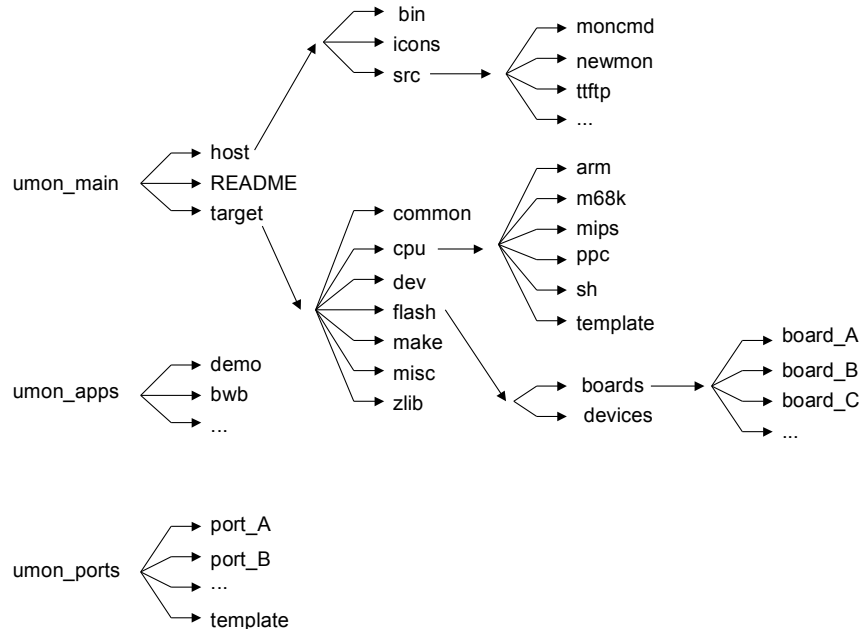 bin
icons
src
moncmd
newmon
ttftp
...
umon_main
host
README
target
common
cpu
dev
flash
make
misc
zlib
arm
m68k
mips
ppc
sh
template
boards
devices
board_A
board_B
board_C
...
umon_apps
demo
bwb
...
umon_ports
port_A
port_B
...
template